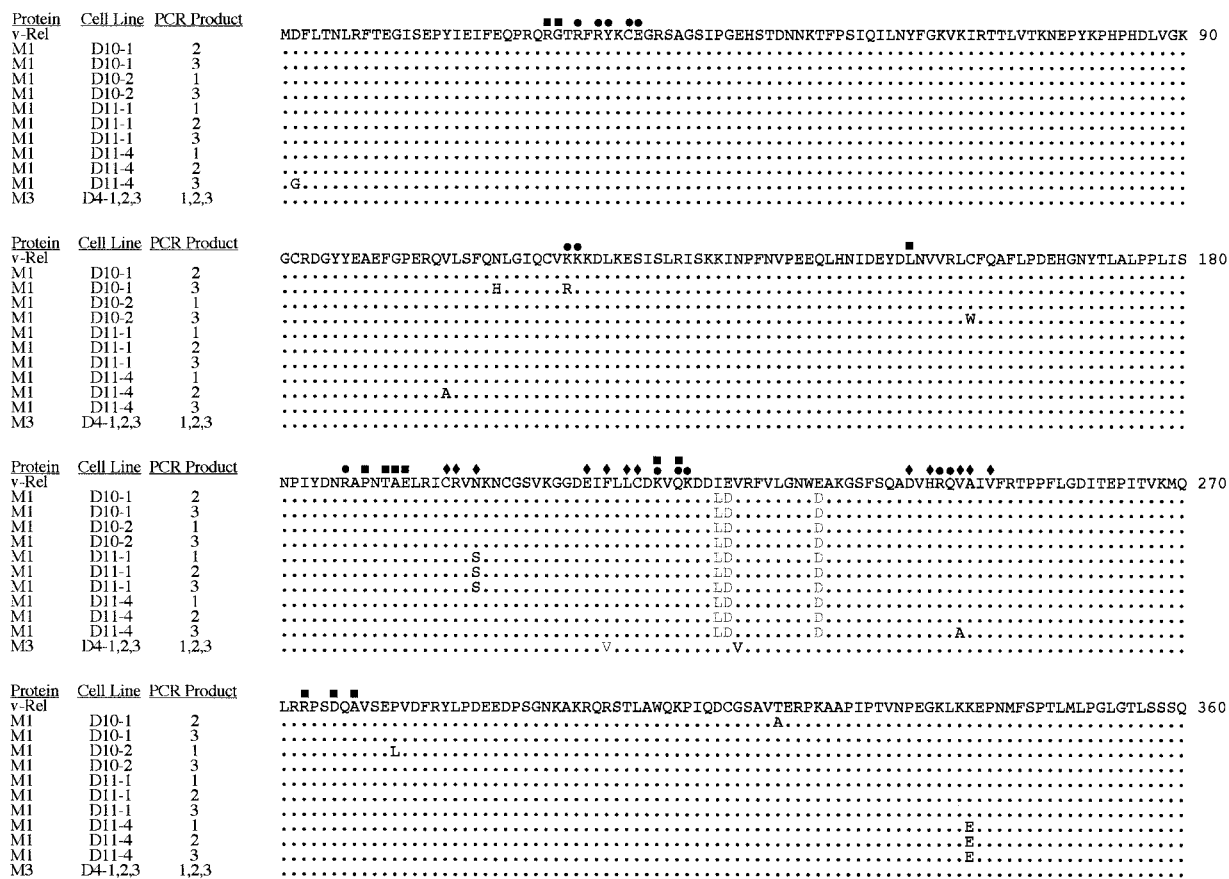 Protein Cell Line PCR Product
v-Rel MDFLTNLRFTEGISEPYIEIFEQPRQRGTRFRYKCEGRSAGSIPGEHSTDNNKTFPSIQILNYFGKVKIRTTLVTKNEPYKPHPHDLVGK 90
M1 D10-1 2
M1 D10-1 3
M1 D10-2 1
M1 D10-2 3
M1 D11-1 1
M1 D11-1 2
M1 D11-1 3
M1 D11-4 1
M1 D11-4 2
M1 D11-4 3 G
M3 D4-1,2,3 1,2,3
Protein Cell Line PCR Product
v-Rel GCRDGYYEAEFGPERQVLSFQNLGIQCVKKKDLKESISLRISKKINPFNVPEEQLHNIDEYDLNVVRLCFQAFLPDEHGNYTLALPPLIS 180
M1 D10-1 2
M1 D10-1 3 H R
M1 D10-2 1
M1 D10-2 3 W
M1 D11-1 1
M1 D11-1 2
M1 D11-1 3
M1 D11-4 1
M1 D11-4 2 A
M1 D11-4 3
M3 D4-1,2,3 1,2,3
Protein Cell Line PCR Product
v-Rel NPIYDNRAPNTAELRICRVNKNCGSVKGGDEIFLLCDKVQKDDIEVRFVLGNWEAKGSFSQADVHRQVAIVFRTPPFLGDITEPITVKMQ 270
M1 D10-1 2 LD D
M1 D10-1 3 LD D
M1 D10-2 1 LD D
M1 D10-2 3 LD D
M1 D11-1 1 S LD D
M1 D11-1 2 S LD D
M1 D11-1 3 S LD D
M1 D11-4 1 LD D
M1 D11-4 2 LD D
M1 D11-4 3 LD D A
M3 D4-1,2,3 1,2,3 V V
Protein Cell Line PCR Product
v-Rel LRRPSDQAVSEPVDFRYLPDEEDPSGNKAKRQRSTLAWQKPIQDCGSAVTERPKAAPIPTVNPEGKLKKEPNMFSPTLMLPGLGTLSSSQ 360
M1 D10-1 2 A
M1 D10-1 3
M1 D10-2 1 L
M1 D10-2 3
M1 D11-1 1
M1 D11-1 2
M1 D11-1 3
M1 D11-4 1 E
M1 D11-4 2 E
M1 D11-4 3 E
M3 D4-1,2,3 1,2,3